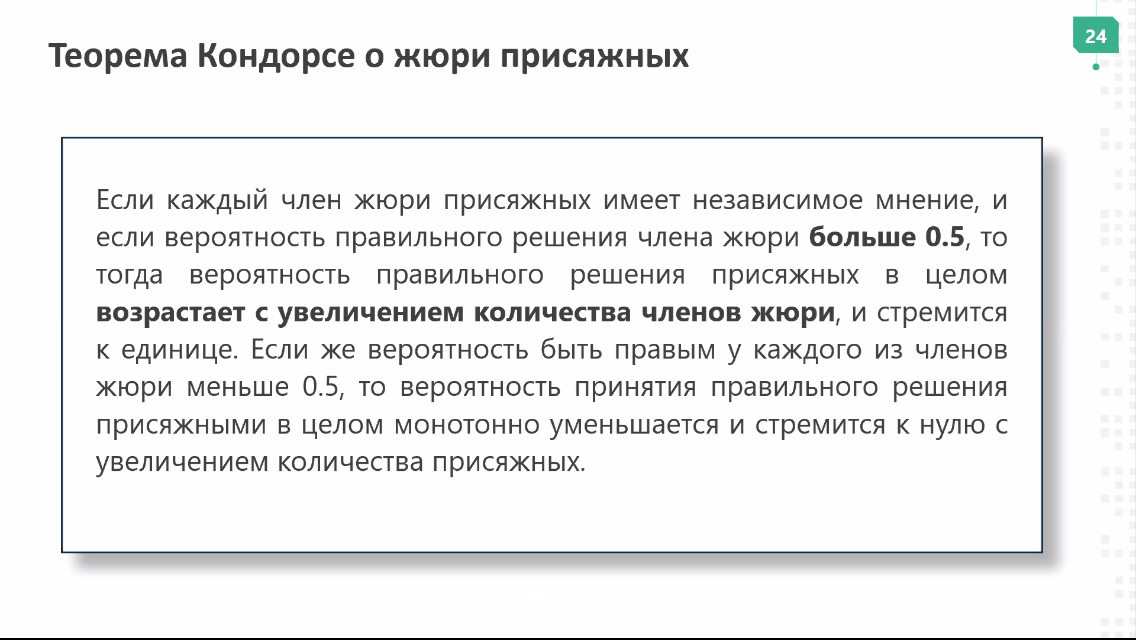 Теорема Кондорсе о жюри присяжных
24
Если каждый член жюри присяжных имеет независимое мнение, и
если вероятность правильного решения члена жюри больше 0.5, то
тогда вероятность правильного решения присяжных в целом
возрастает с увеличением количества членов жюри, и стремится
к единице. Если же вероятность быть правым у каждого из членов
жюри меньше 0.5, то вероятность принятия правильного решения
присяжными в целом монотонно уменьшается и стремится к нулю с
увеличением количества присяжных.